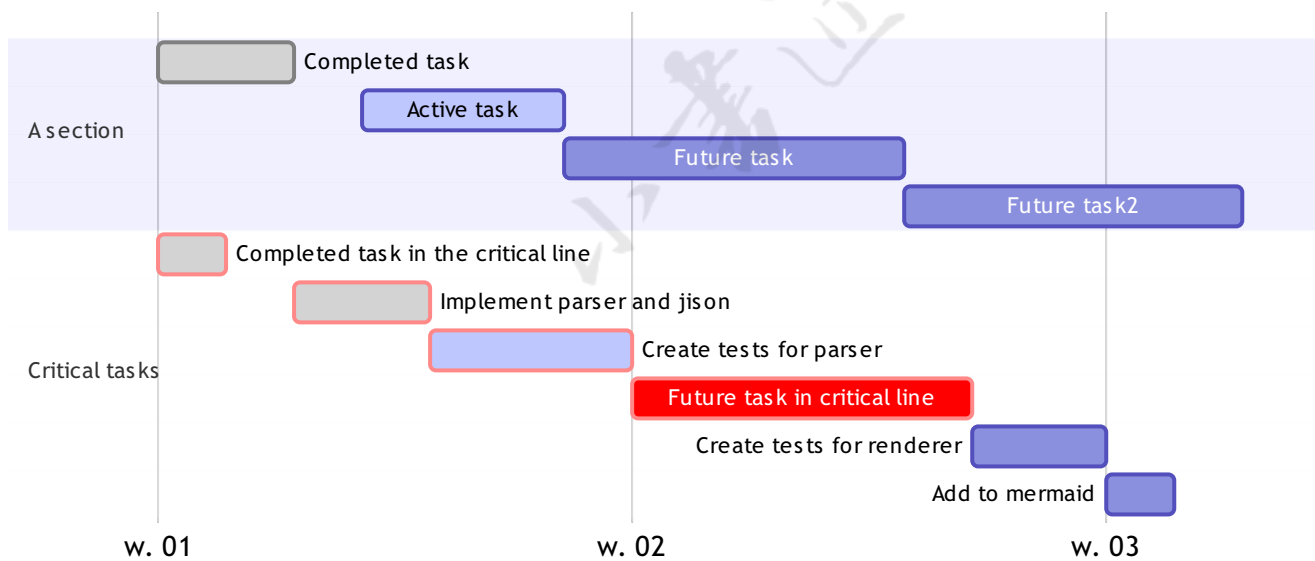 Completed task
Active task
A section
Future task
Future task2
Completed task in the critical line
Implement parser and jison
Create tests for parser
Critical tasks
Future task in critical line
Create tests for renderer
Add to mermaid
w. 01
w. 02
w. 03